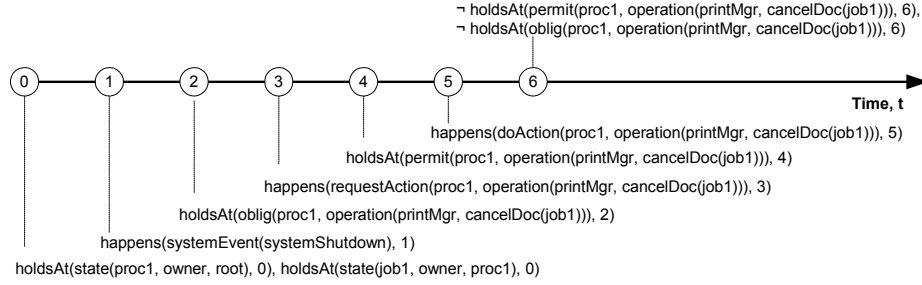 ¬ holdsAt(permit(proc1, operation(printMgr, cancelDoc(job1))), 6),
¬ holdsAt(oblig(proc1, operation(printMgr, cancelDoc(job1))), 6)
0 1 2 3 4 5 6
Time, t
happens(doAction(proc1, operation(printMgr, cancelDoc(job1))), 5)
holdsAt(permit(proc1, operation(printMgr, cancelDoc(job1))), 4)
happens(requestAction(proc1, operation(printMgr, cancelDoc(job1))), 3)
holdsAt(oblig(proc1, operation(printMgr, cancelDoc(job1))), 2)
happens(systemEvent(systemShutdown), 1)
holdsAt(state(proc1, owner, root), 0), holdsAt(state(job1, owner, proc1), 0)